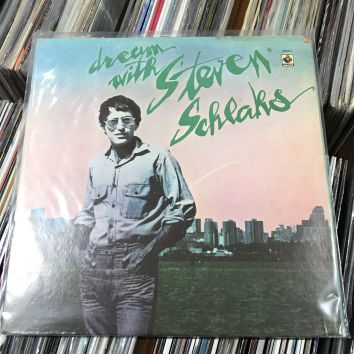 dream
with
Steven
Schlaks